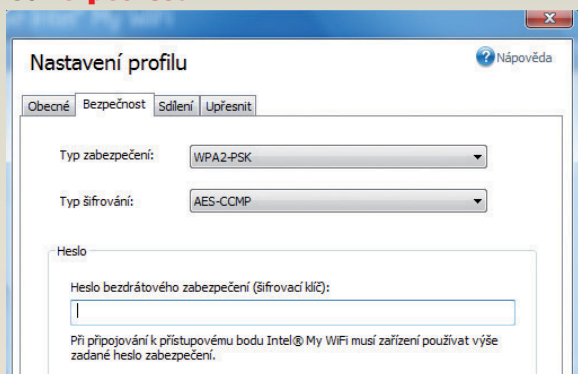 Nastavení profilu
Nápověda
Obecné Bezpečnost Sdílení Upřesnit
Typ zabezpečení: WPA2-PSK
Typ šifrování: AES-CCMP
Heslo
Heslo bezdrátového zabezpečení (šifrovací klíč):
Při připojování k přístupovému bodu Intel® My WiFi musí zařízení používat výše
zadané heslo zabezpečení.